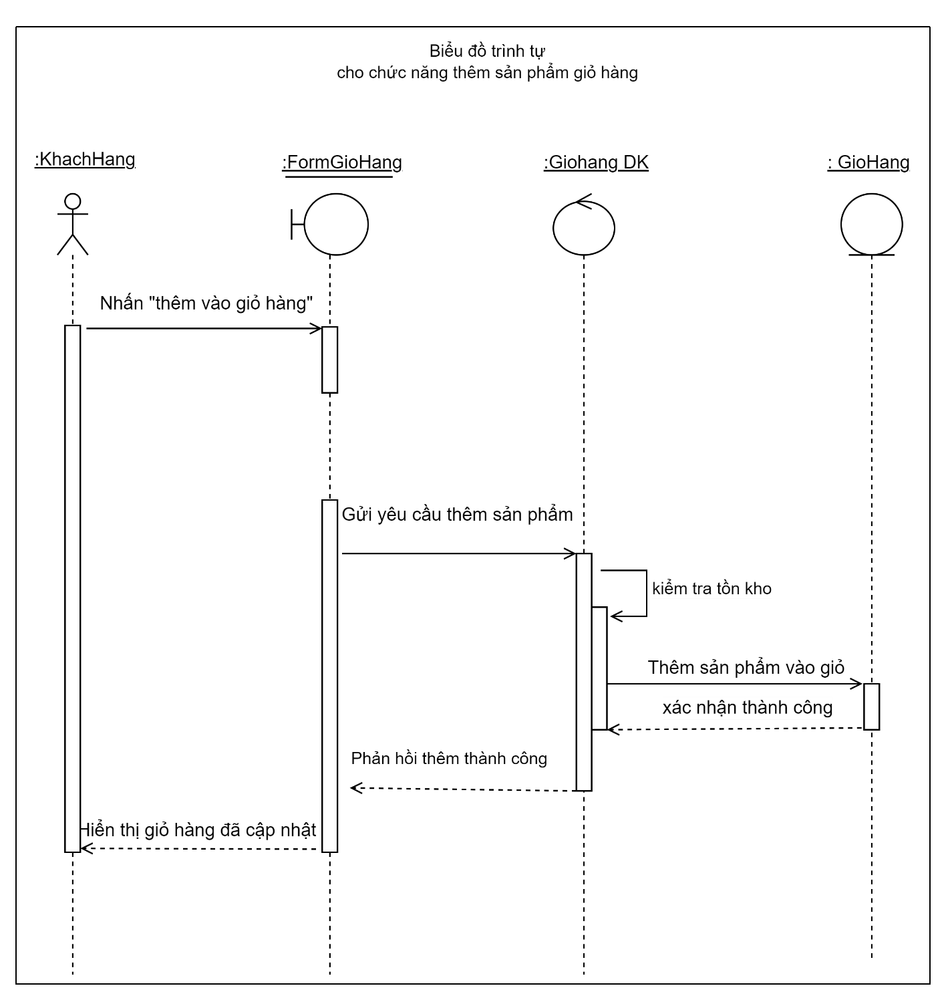 Biểu đồ trình tự
cho chức năng thêm sản phẩm giỏ hàng
:KhachHang
:FormGioHang
:Giohang DK
: GioHang
Nhấn "thêm vào giỏ hàng"
Gửi yêu cầu thêm sản phẩm
kiểm tra tồn kho
Thêm sản phẩm vào giỏ
xác nhận thành công
Phản hồi thêm thành công
Hiển thị giỏ hàng đã cập nhật